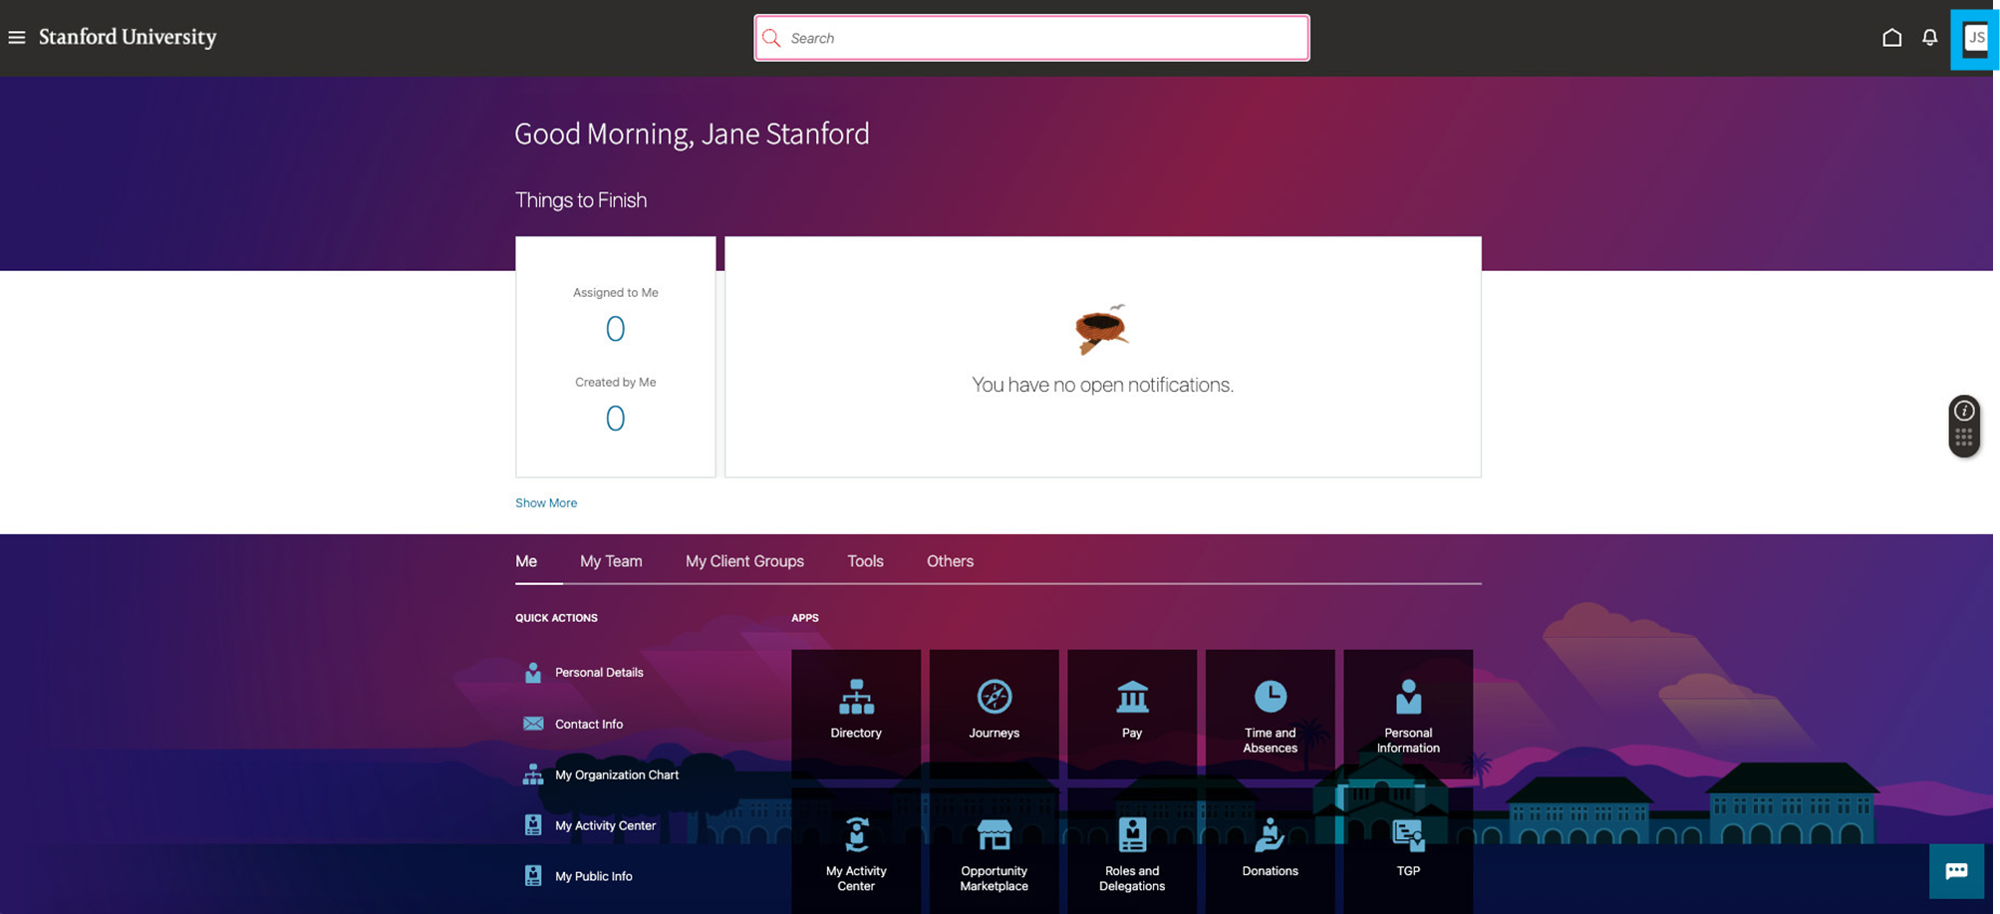 Stanford University
Search
JS
Good Morning, Jane Stanford
Things to Finish
Assigned to Me
0
Created by Me
0
You have no open notifications.
Show More
Me My Team My Client Groups Tools Others
QUICK ACTIONS
Personal Details
Contact Info
My Organization Chart
My Activity Center
My Public Info
APPS
Directory
Journeys
Pay
Time and
Absences
Personal
Information
My Activity
Center
Opportunity
Marketplace
Roles and
Delegations
Donations
TGP